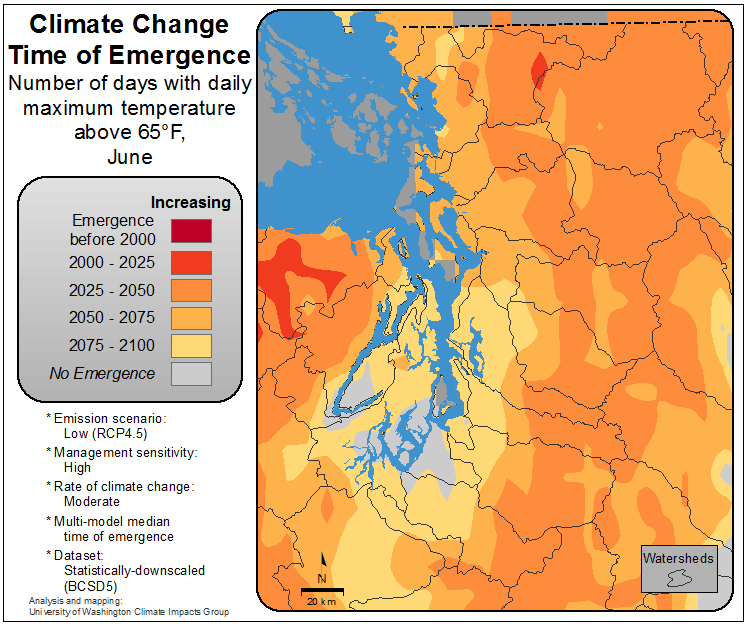 Climate Change
Time of Emergence
Number of days with daily
maximum temperature
above 65°F,
June
Increasing
Emergence
before 2000
2000 - 2025
2025 - 2050
2050 - 2075
2075 - 2100
No Emergence
* Emission scenario:
Low (RCP4.5)
* Management sensitivity:
High
* Rate of climate change:
Moderate
* Multi-model median
time of emergence
* Dataset:
Statistically-downscaled
(BCSD5)
Analysis and mapping:
University of Washington Climate Impacts Group
N
20 km
Watersheds